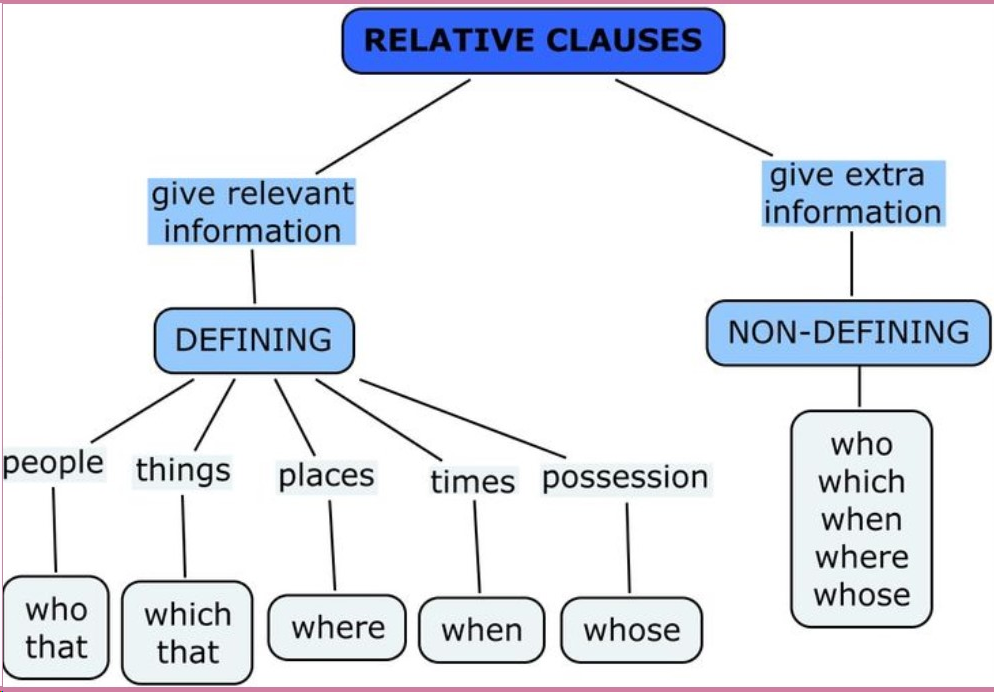 RELATIVE CLAUSES
give relevant
information
give extra
information
DEFINING
NON-DEFINING
people
things
places
times
possession
who
that
which
that
where
when
whose
who
which
when
where
whose